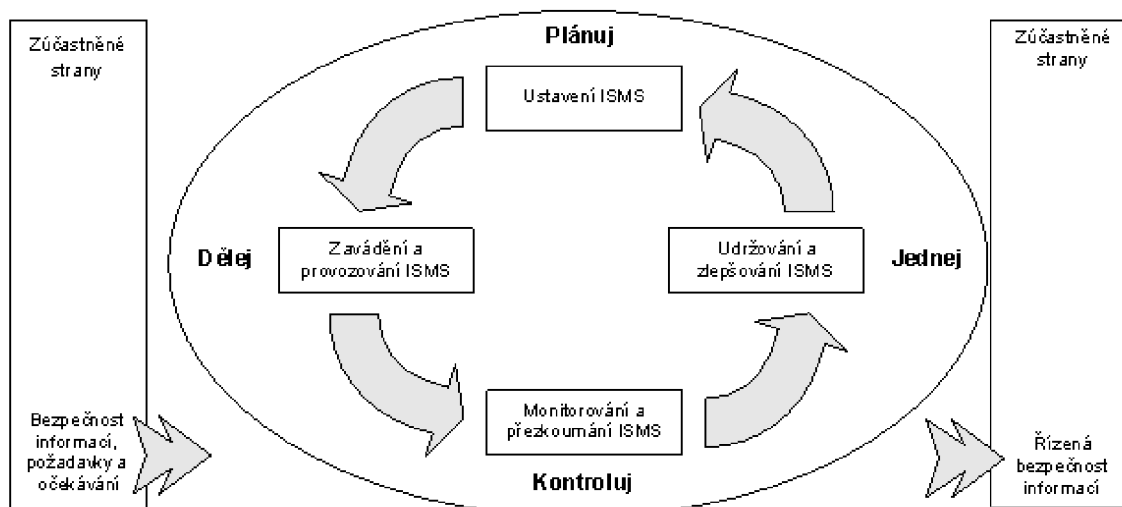 Zúčastněné
strany
Bezpečnost
informací,
požadavky a
očekávání
Plánuj
Ustavení ISMS
Dělej
Zavádění a
provozování ISMS
Udržování a
zlepšování ISMS
Jednej
Monitorování a
přezkoumání ISMS
Kontroluj
Zúčastněné
strany
Řízená
bezpečnost
informací